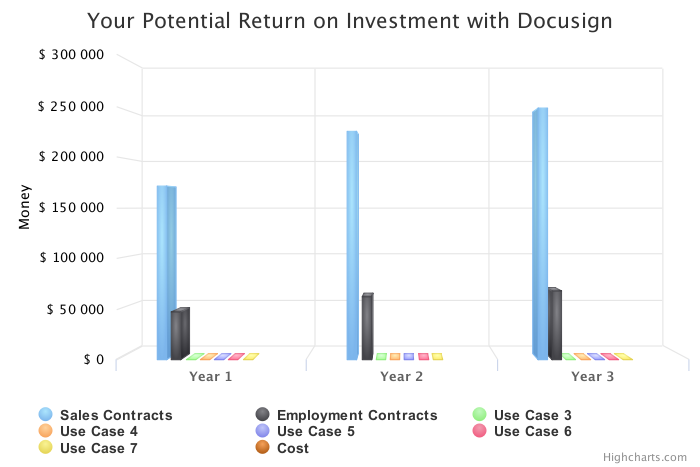 Your Potential Return on Investment with Docusign
$ 300 000
$ 250 000
$ 200 000
$ 150 000
$ 100 000
$ 50 000
$ 0
Money
Year 1
Year 2
Year 3
Sales Contracts
Employment Contracts
Use Case 3
Use Case 4
Use Case 5
Use Case 6
Use Case 7
Cost
Highcharts.com